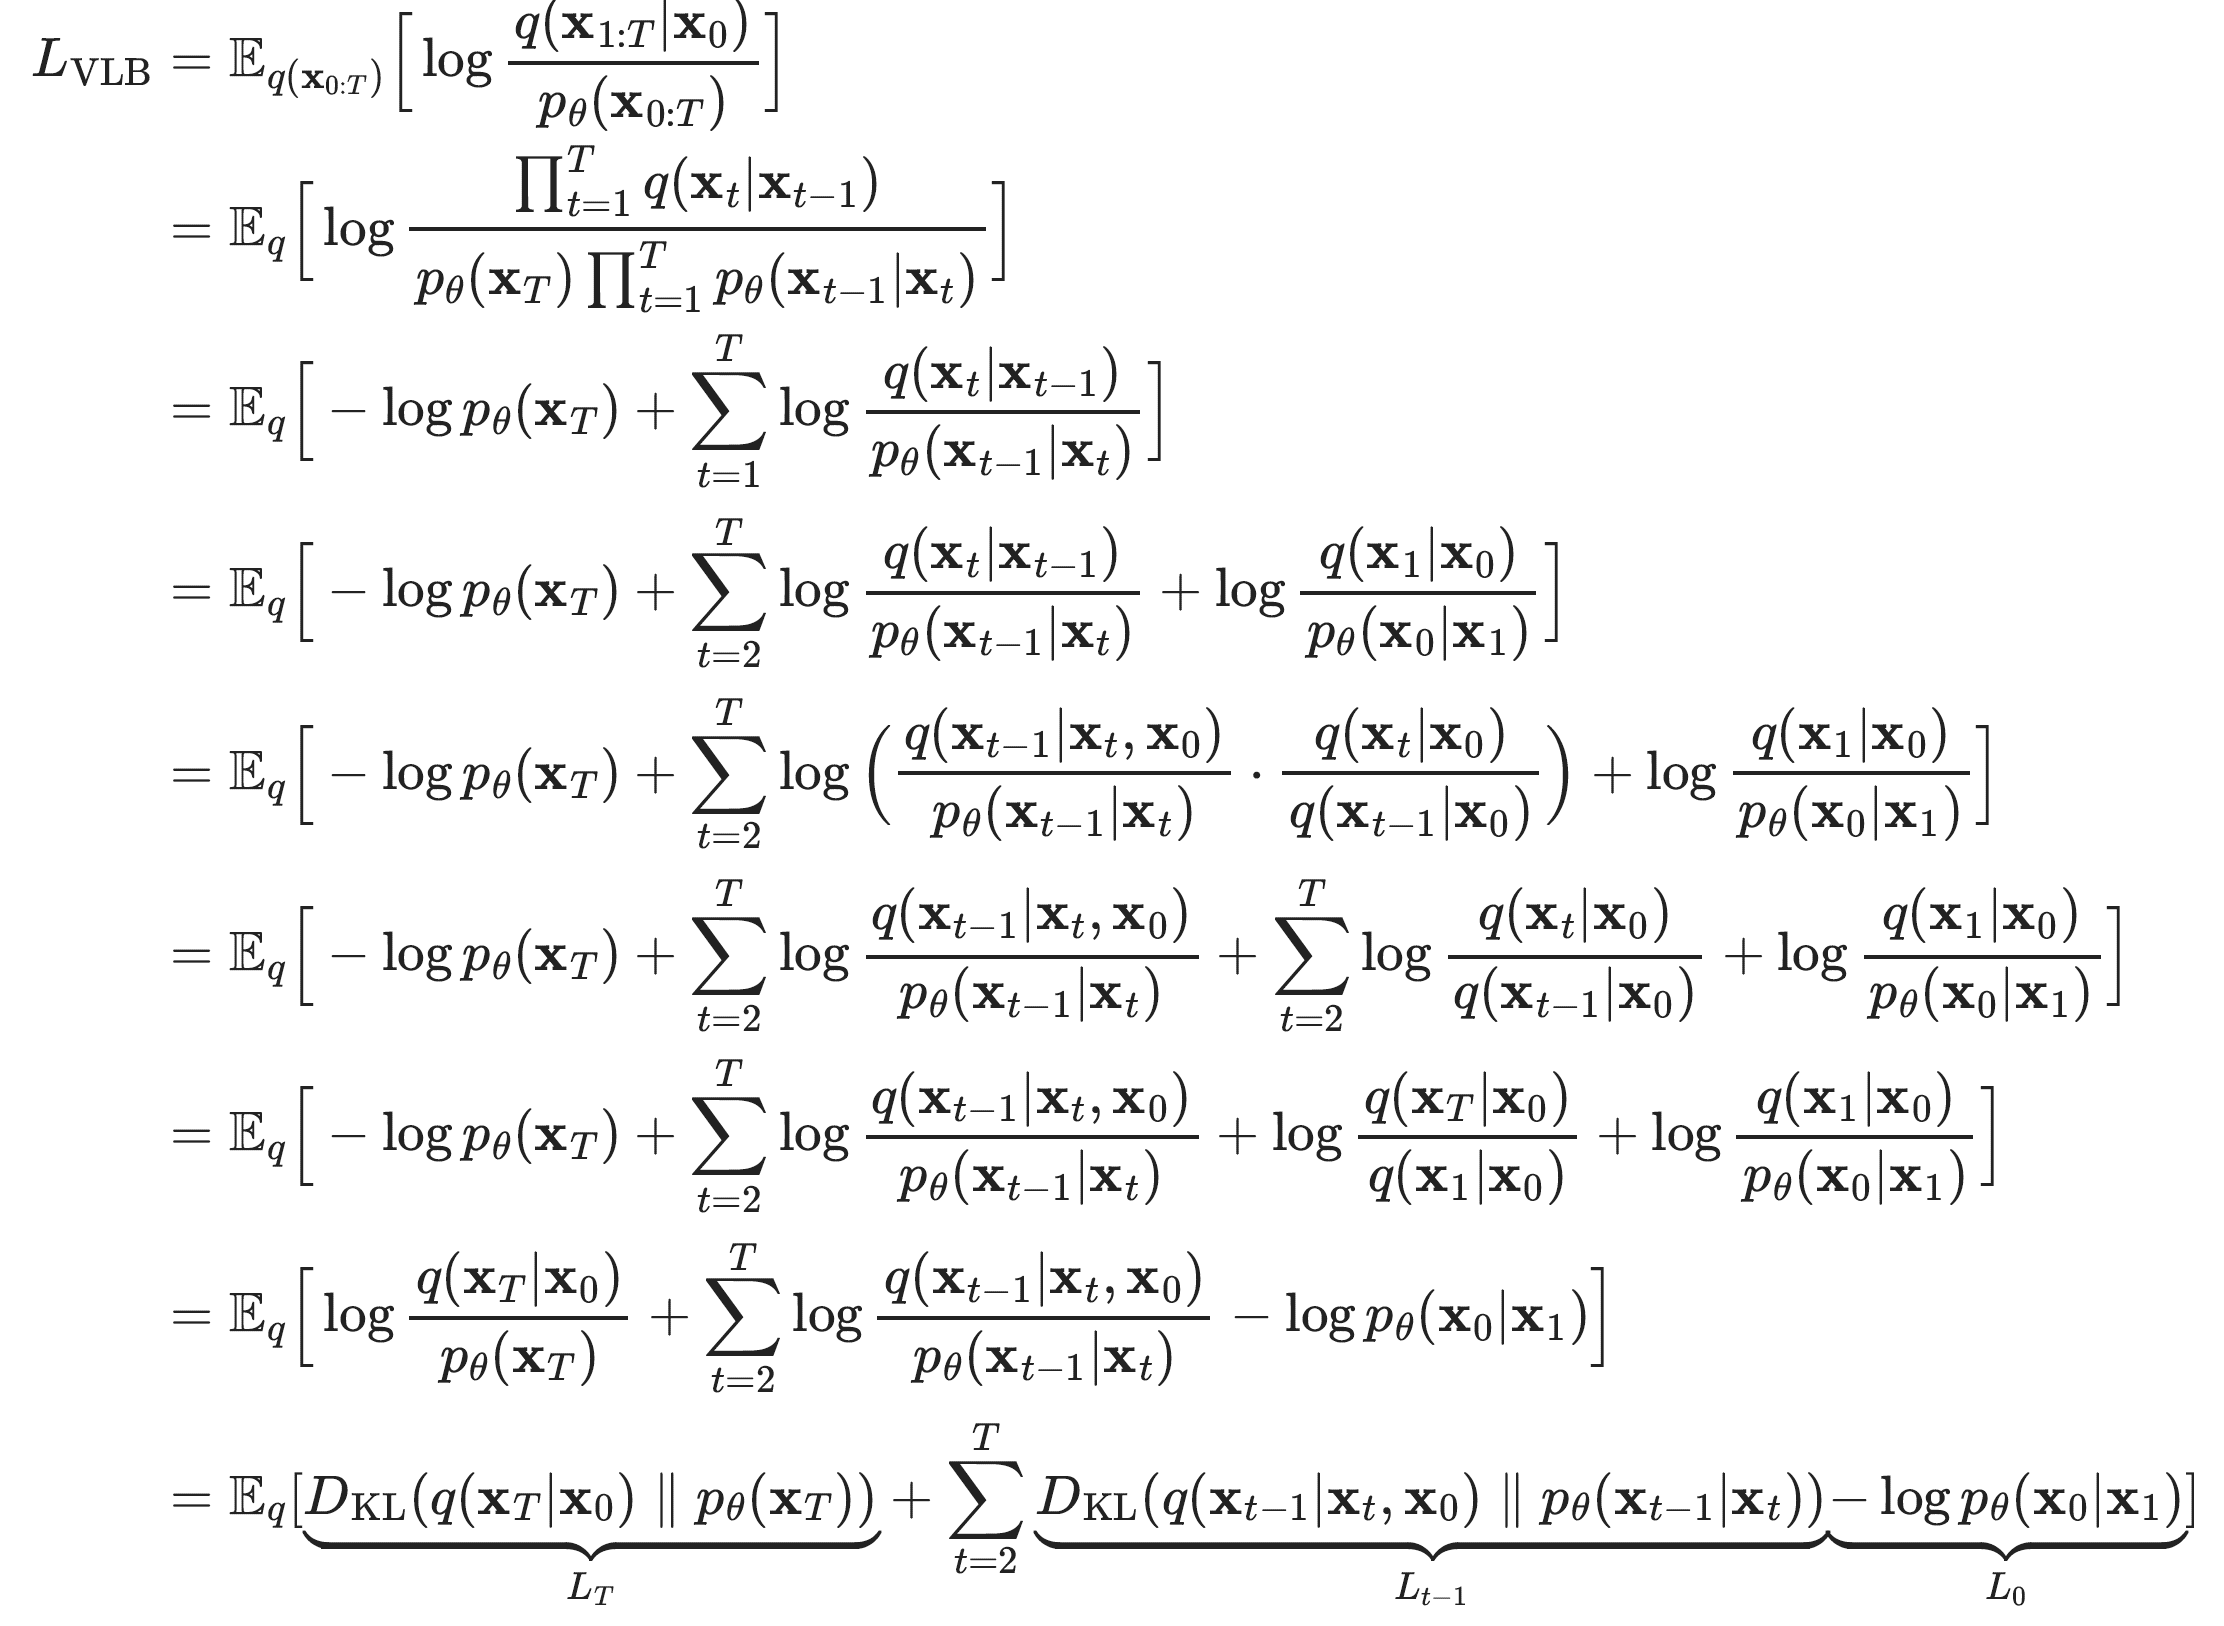 $L_{\text{VLB}} = \mathbb{E}_{q(\mathbf{x}_{0:T})} \Big[ \log \frac{q(\mathbf{x}_{1:T}|\mathbf{x}_0)}{p_\theta(\mathbf{x}_{0:T})} \Big]$
$= \mathbb{E}_q \Big[ \log \frac{\prod_{t=1}^T q(\mathbf{x}_t|\mathbf{x}_{t-1})}{p_\theta(\mathbf{x}_T) \prod_{t=1}^T p_\theta(\mathbf{x}_{t-1}|\mathbf{x}_t)} \Big]$
$= \mathbb{E}_q \Big[ -\log p_\theta(\mathbf{x}_T) + \sum_{t=1}^T \log \frac{q(\mathbf{x}_t|\mathbf{x}_{t-1})}{p_\theta(\mathbf{x}_{t-1}|\mathbf{x}_t)} \Big]$
$= \mathbb{E}_q \Big[ -\log p_\theta(\mathbf{x}_T) + \sum_{t=2}^T \log \frac{q(\mathbf{x}_t|\mathbf{x}_{t-1})}{p_\theta(\mathbf{x}_{t-1}|\mathbf{x}_t)} + \log \frac{q(\mathbf{x}_1|\mathbf{x}_0)}{p_\theta(\mathbf{x}_0|\mathbf{x}_1)} \Big]$
$= \mathbb{E}_q \Big[ -\log p_\theta(\mathbf{x}_T) + \sum_{t=2}^T \log \Big( \frac{q(\mathbf{x}_{t-1}|\mathbf{x}_t, \mathbf{x}_0)}{p_\theta(\mathbf{x}_{t-1}|\mathbf{x}_t)} \cdot \frac{q(\mathbf{x}_t|\mathbf{x}_0)}{q(\mathbf{x}_{t-1}|\mathbf{x}_0)} \Big) + \log \frac{q(\mathbf{x}_1|\mathbf{x}_0)}{p_\theta(\mathbf{x}_0|\mathbf{x}_1)} \Big]$
$= \mathbb{E}_q \Big[ -\log p_\theta(\mathbf{x}_T) + \sum_{t=2}^T \log \frac{q(\mathbf{x}_{t-1}|\mathbf{x}_t, \mathbf{x}_0)}{p_\theta(\mathbf{x}_{t-1}|\mathbf{x}_t)} + \sum_{t=2}^T \log \frac{q(\mathbf{x}_t|\mathbf{x}_0)}{q(\mathbf{x}_{t-1}|\mathbf{x}_0)} + \log \frac{q(\mathbf{x}_1|\mathbf{x}_0)}{p_\theta(\mathbf{x}_0|\mathbf{x}_1)} \Big]$
$= \mathbb{E}_q \Big[ -\log p_\theta(\mathbf{x}_T) + \sum_{t=2}^T \log \frac{q(\mathbf{x}_{t-1}|\mathbf{x}_t, \mathbf{x}_0)}{p_\theta(\mathbf{x}_{t-1}|\mathbf{x}_t)} + \log \frac{q(\mathbf{x}_T|\mathbf{x}_0)}{q(\mathbf{x}_1|\mathbf{x}_0)} + \log \frac{q(\mathbf{x}_1|\mathbf{x}_0)}{p_\theta(\mathbf{x}_0|\mathbf{x}_1)} \Big]$
$= \mathbb{E}_q \Big[ \log \frac{q(\mathbf{x}_T|\mathbf{x}_0)}{p_\theta(\mathbf{x}_T)} + \sum_{t=2}^T \log \frac{q(\mathbf{x}_{t-1}|\mathbf{x}_t, \mathbf{x}_0)}{p_\theta(\mathbf{x}_{t-1}|\mathbf{x}_t)} - \log p_\theta(\mathbf{x}_0|\mathbf{x}_1) \Big]$
$= \mathbb{E}_q [ \underbrace{D_{\text{KL}}(q(\mathbf{x}_T|\mathbf{x}_0) \parallel p_\theta(\mathbf{x}_T))}_{L_T} + \sum_{t=2}^T \underbrace{D_{\text{KL}}(q(\mathbf{x}_{t-1}|\mathbf{x}_t, \mathbf{x}_0) \parallel p_\theta(\mathbf{x}_{t-1}|\mathbf{x}_t))}_{L_{t-1}} \underbrace{- \log p_\theta(\mathbf{x}_0|\mathbf{x}_1)}_{L_0} ]$